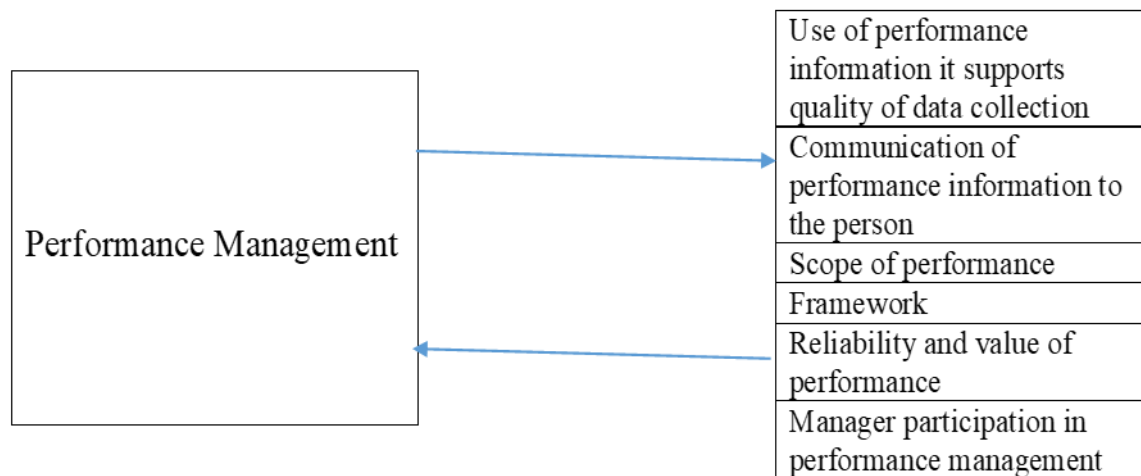 Performance Management
Use of performance
information it supports
quality of data collection
Communication of
performance information to
the person
Scope of performance
Framework
Reliability and value of
performance
Manager participation in
performance management